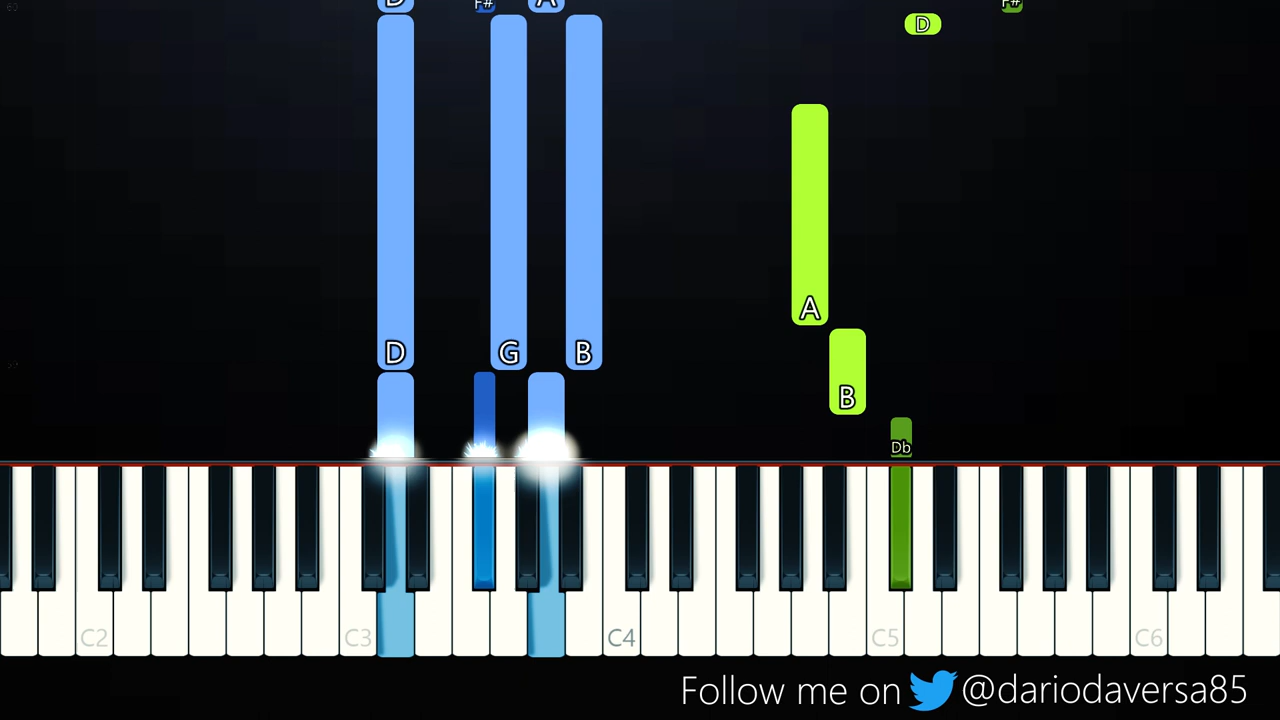 D F# A D F#
A
D G B
B
Db
C2 C3 C4 C5 C6
Follow me on @dariodaversa85